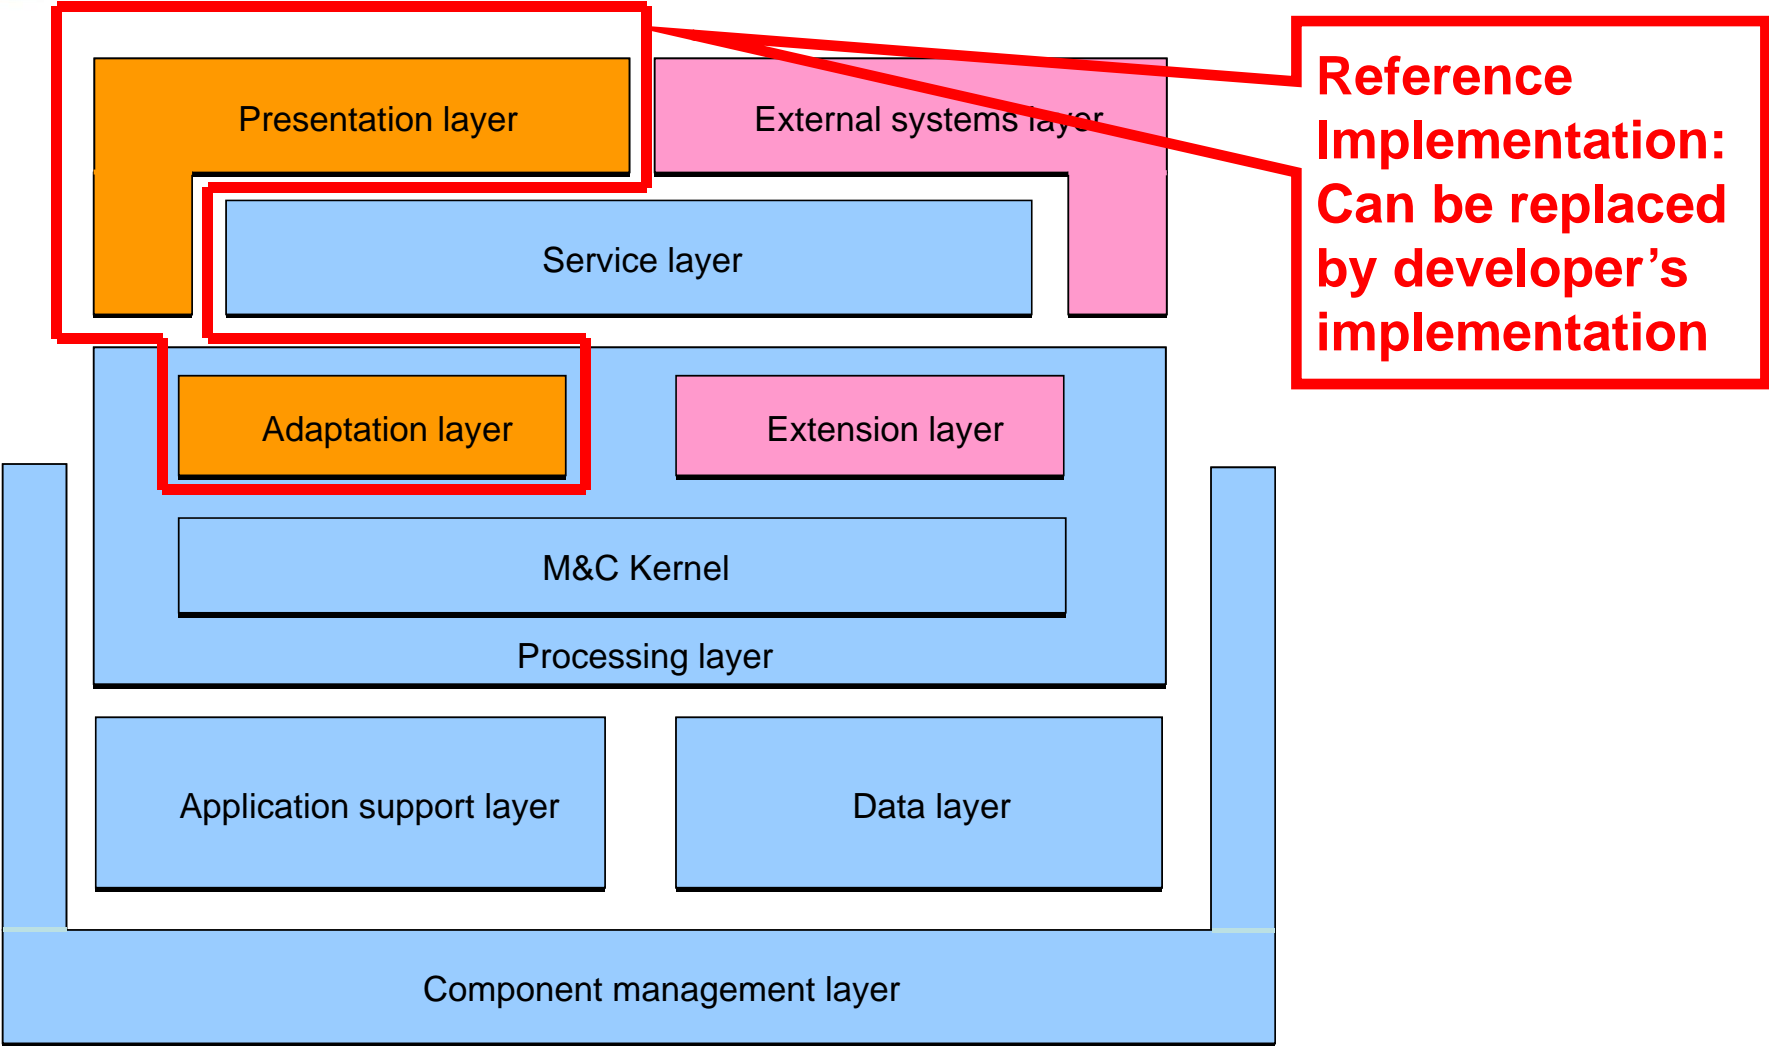 Presentation layer
External systems layer
Reference
Implementation:
Can be replaced
by developer’s
implementation
Service layer
Adaptation layer
Extension layer
M&C Kernel
Processing layer
Application support layer
Data layer
Component management layer